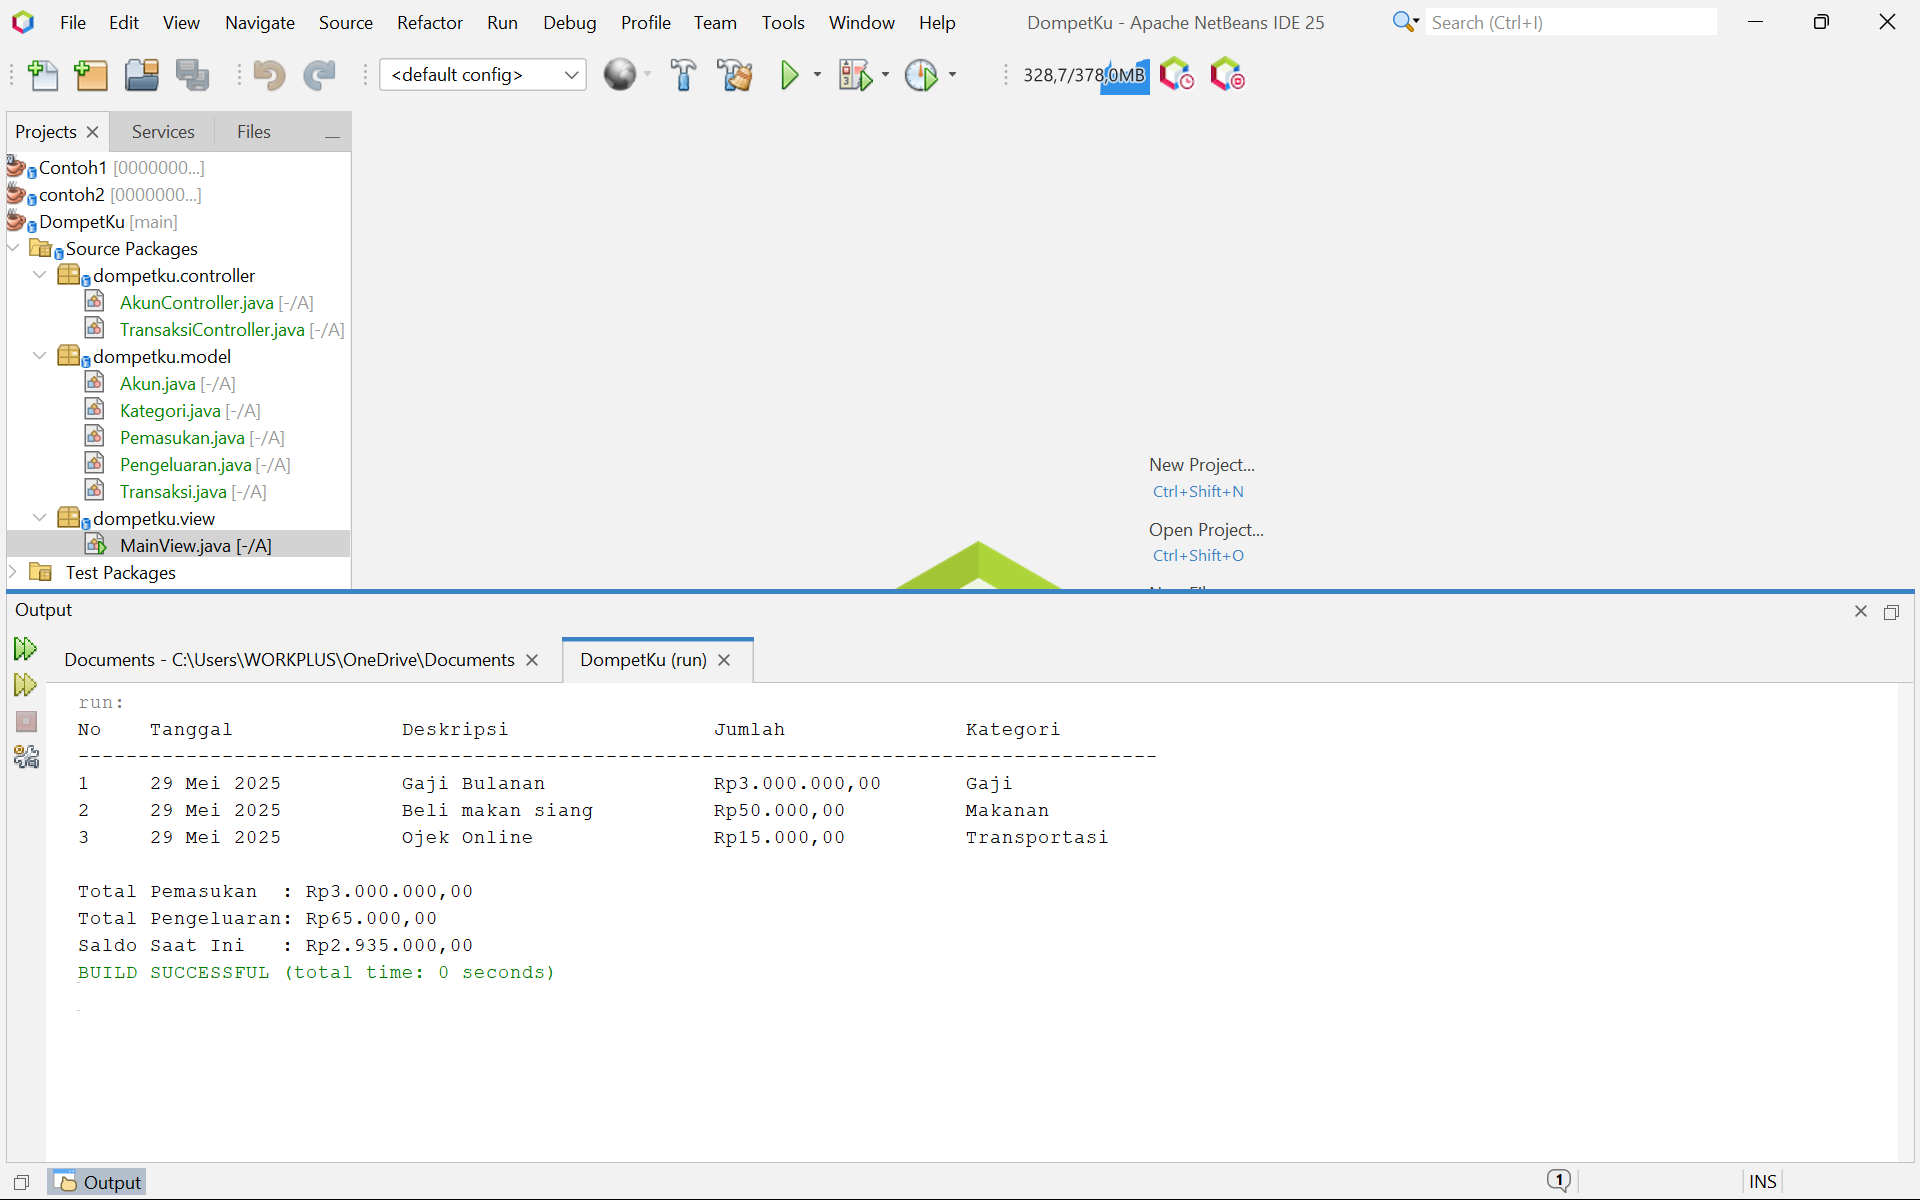 File Edit View Navigate Source Refactor Run Debug Profile Team Tools Window Help DompetKu - Apache NetBeans IDE 25 Search (Ctrl+I)
<default config> 328,7/378,0MB
Projects Services Files
Contoh1 [0000000...]
contoh2 [0000000...]
DompetKu [main]
Source Packages
dompetku.controller
AkunController.java [-/A]
TransaksiController.java [-/A]
dompetku.model
Akun.java [-/A]
Kategori.java [-/A]
Pemasukan.java [-/A]
Pengeluaran.java [-/A]
Transaksi.java [-/A]
dompetku.view
MainView.java [-/A]
Test Packages
New Project...
Ctrl+Shift+N
Open Project...
Ctrl+Shift+O
Output
Documents - C:\Users\WORKPLUS\OneDrive\Documents DompetKu (run)
run:
No Tanggal Deskripsi Jumlah Kategori
------------------------------------------------------------------------------------------
1 29 Mei 2025 Gaji Bulanan Rp3.000.000,00 Gaji
2 29 Mei 2025 Beli makan siang Rp50.000,00 Makanan
3 29 Mei 2025 Ojek Online Rp15.000,00 Transportasi
Total Pemasukan : Rp3.000.000,00
Total Pengeluaran: Rp65.000,00
Saldo Saat Ini : Rp2.935.000,00
BUILD SUCCESSFUL (total time: 0 seconds)
Output 1 INS